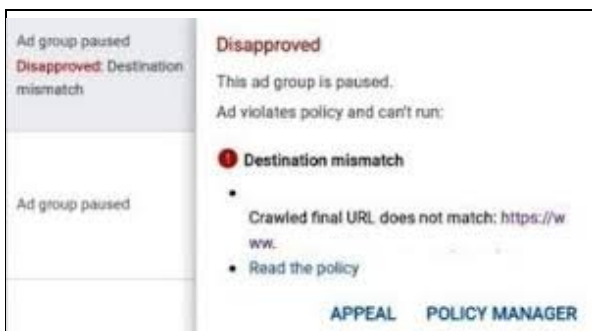 Ad group paused
Disapproved: Destination
mismatch
Ad group paused
Disapproved
This ad group is paused.
Ad violates policy and can't run:
Destination mismatch
Crawled final URL does not match: https://w
ww.
Read the policy
APPEAL POLICY MANAGER